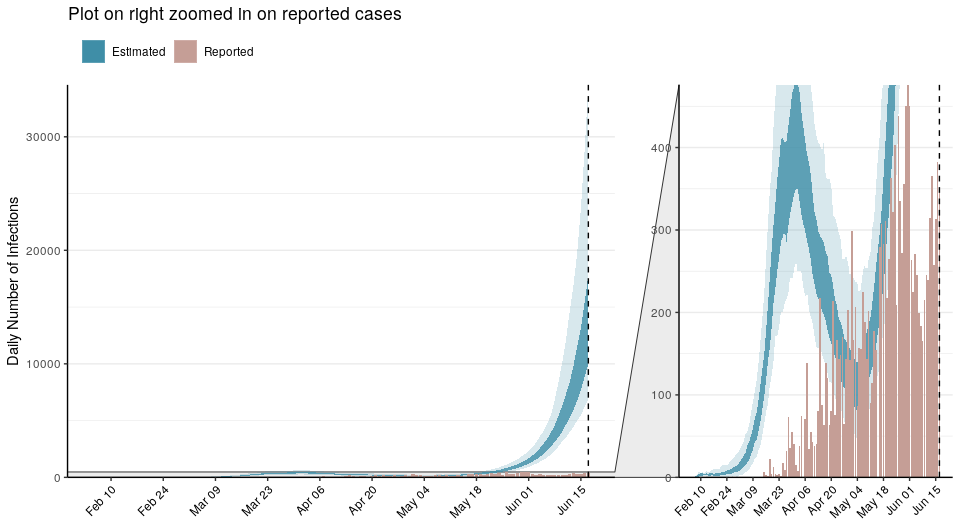 Plot on right zoomed in on reported cases
Estimated Reported
Daily Number of Infections
30000
20000
10000
0
Feb 10 Feb 24 Mar 09 Mar 23 Apr 06 Apr 20 May 04 May 18 Jun 01 Jun 15
400
300
200
100
0
Feb 10 Feb 24 Mar 09 Mar 23 Apr 06 Apr 20 May 04 May 18 Jun 01 Jun 15